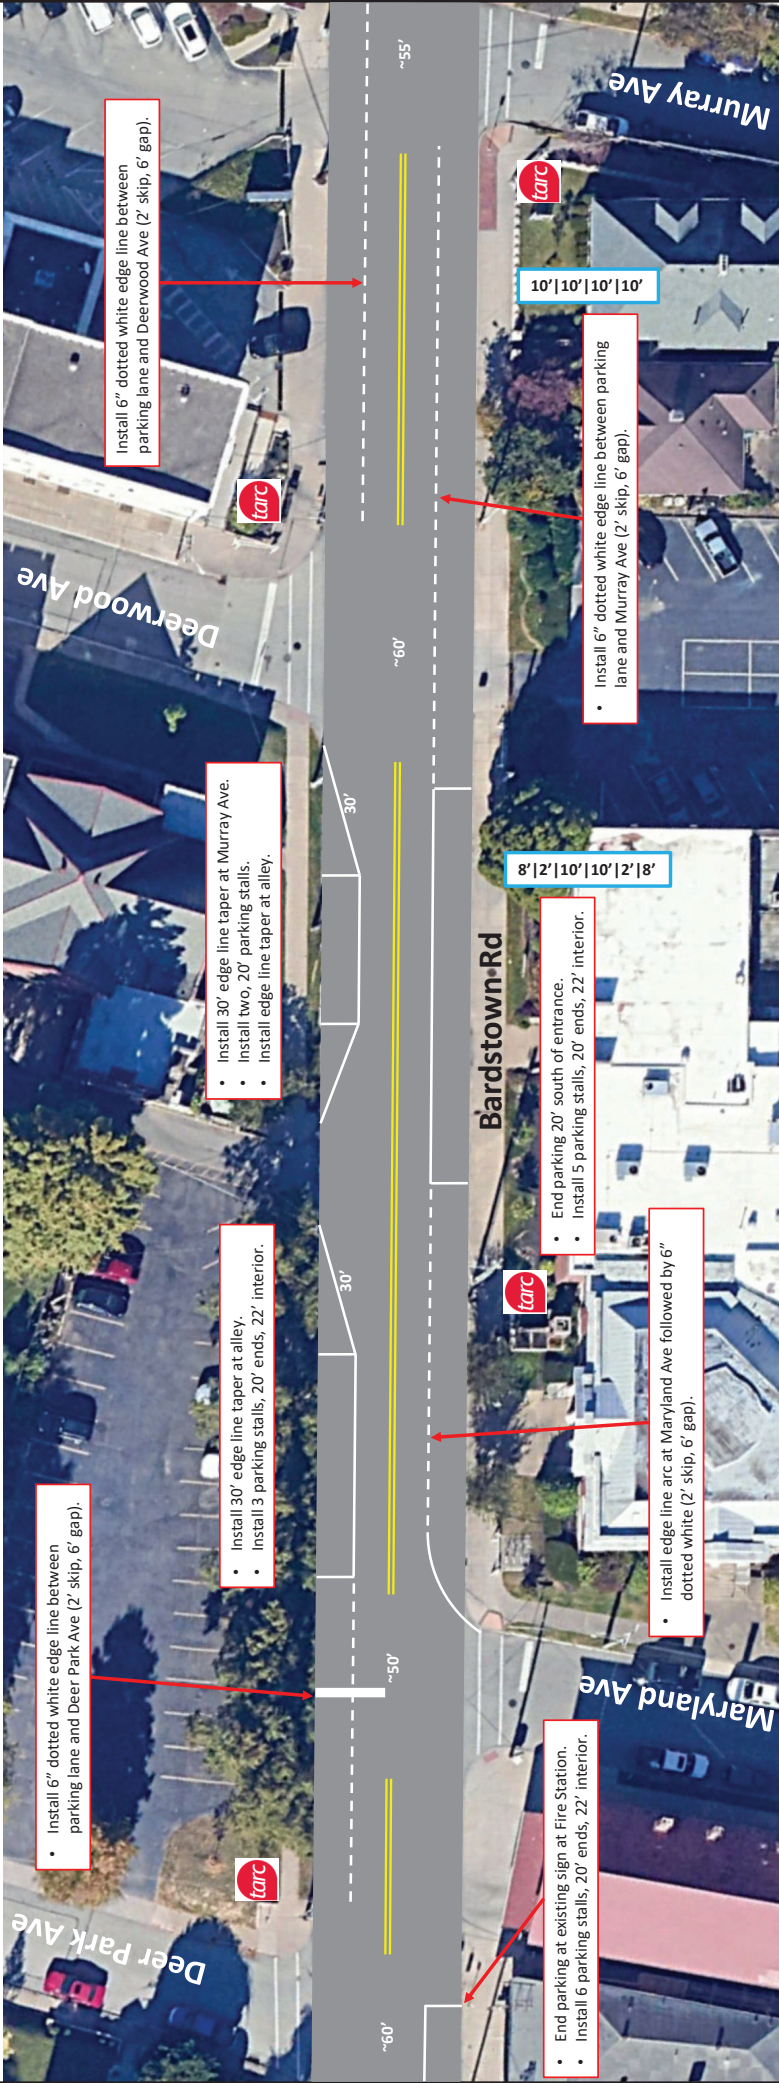 • Install 6” dotted white edge line between
parking lane and Deer Park Ave (2’ skip, 6’ gap).
• Install 30’ edge line taper at alley.
• Install 3 parking stalls, 20’ ends, 22’ interior.
• Install 30’ edge line taper at Murray Ave.
• Install two, 20’ parking stalls.
• Install edge line taper at alley.
Install 6” dotted white edge line between
parking lane and Deerwood Ave (2’ skip, 6’ gap).
Deer Park Ave
tarc
Deerwood Ave
tarc
~60’
~50’
30’
30’
~60’
~55’
Bardstown Rd
• End parking at existing sign at Fire Station.
• Install 6 parking stalls, 20’ ends, 22’ interior.
Maryland Ave
• Install edge line arc at Maryland Ave followed by 6”
dotted white (2’ skip, 6’ gap).
tarc
• End parking 20’ south of entrance.
• Install 5 parking stalls, 20’ ends, 22’ interior.
8’|2’|10’|10’|2’|8’
• Install 6” dotted white edge line between parking
lane and Murray Ave (2’ skip, 6’ gap).
10’|10’|10’|10’
tarc
Murray Ave